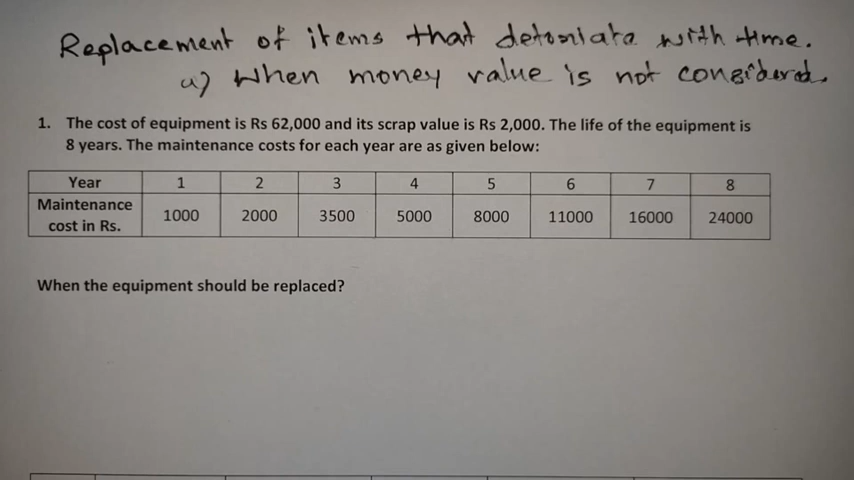 Replacement of items that detoriate with time.
a) When money value is not considered.
1. The cost of equipment is Rs 62,000 and its scrap value is Rs 2,000. The life of the equipment is
8 years. The maintenance costs for each year are as given below:
Year 1 2 3 4 5 6 7 8
Maintenance cost in Rs. 1000 2000 3500 5000 8000 11000 16000 24000
When the equipment should be replaced?